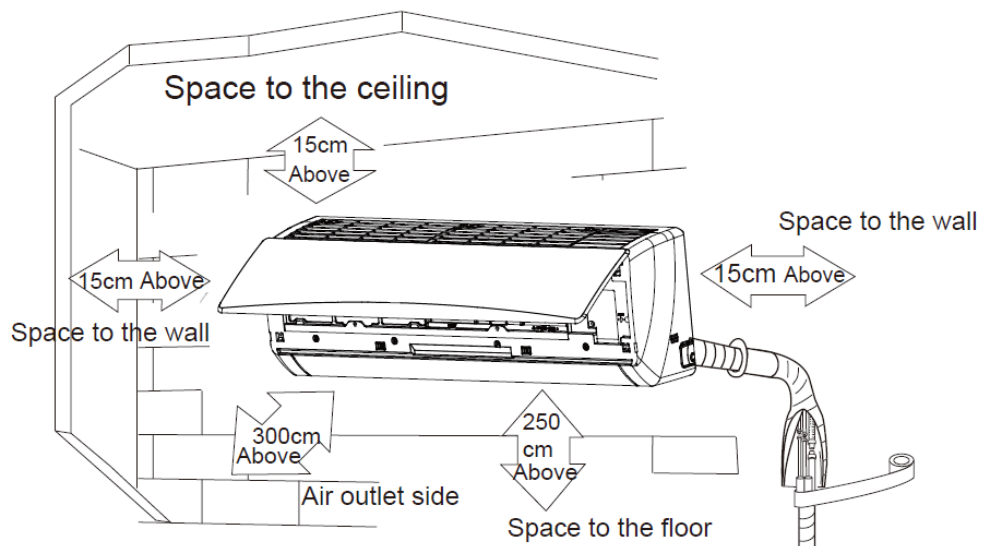 Space to the ceiling
15cm
Above
Space to the wall
15cm Above
15cm Above
Space to the wall
300cm
Above
250
cm
Above
Air outlet side
Space to the floor